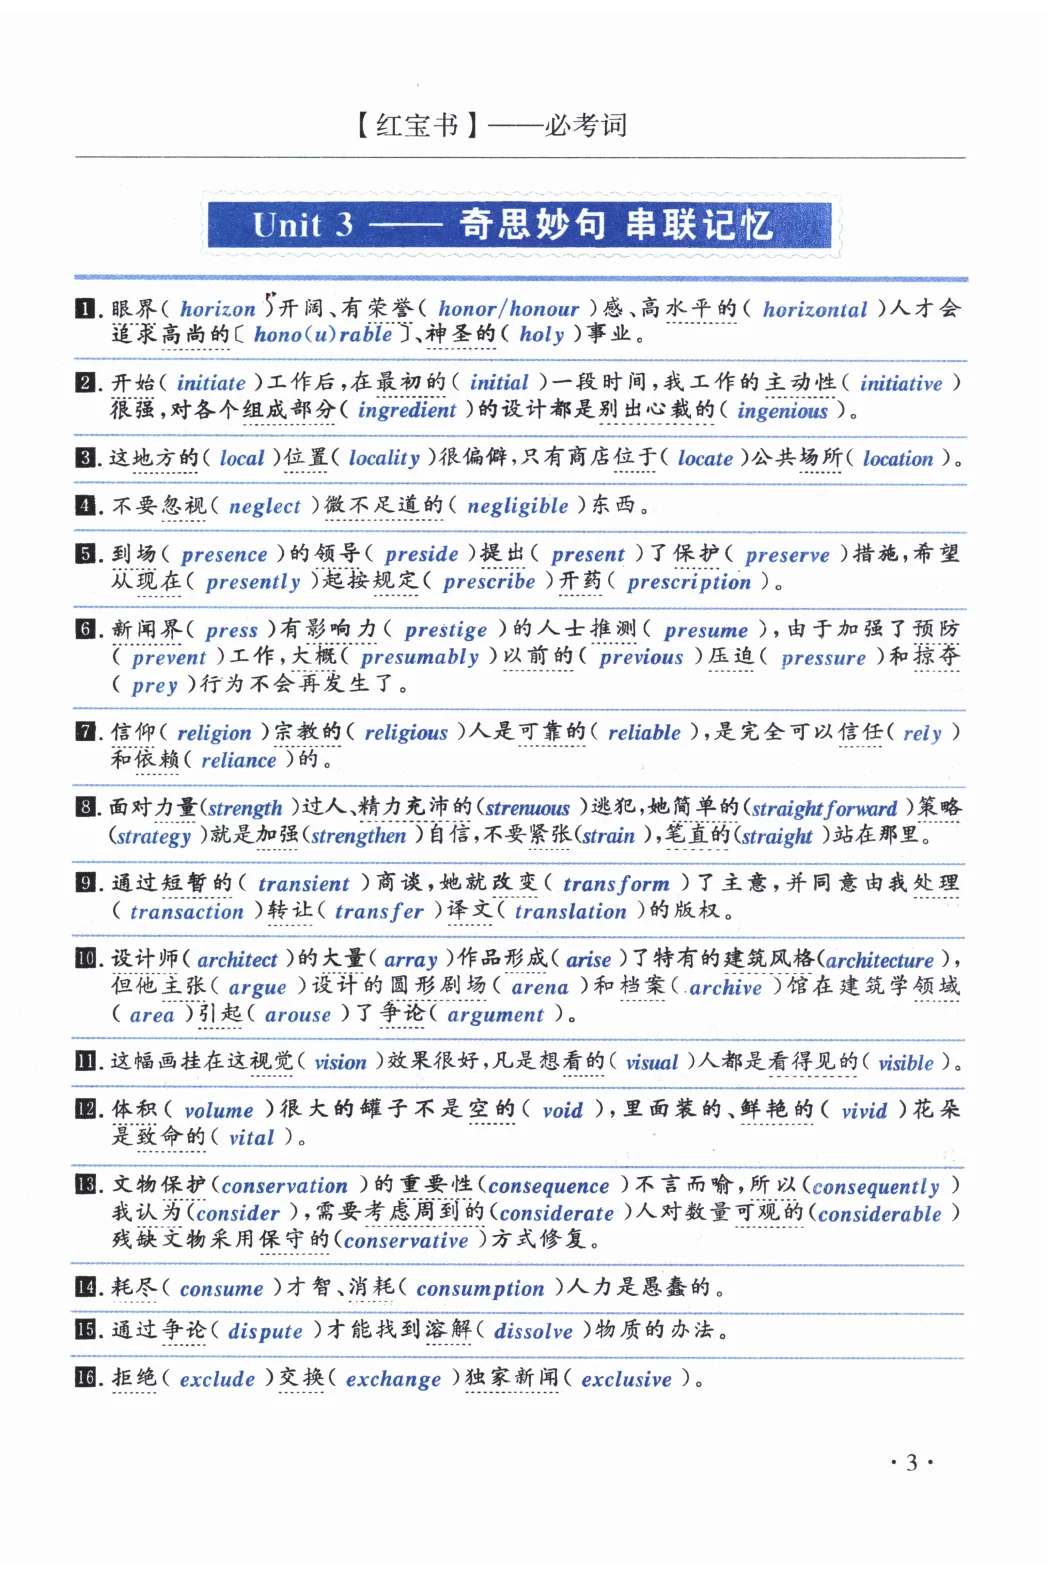 【红宝书】——必考词
Unit 3 —— 奇思妙句 串联记忆
1. 眼界( horizon )开阔、有荣誉( honor/honour )感、高水平的( horizontal )人才会
追求高尚的〔 hono(u)rable 〕、神圣的( holy )事业。
2. 开始( initiate )工作后,在最初的( initial )一段时间,我工作的主动性( initiative )
很强,对各个组成部分( ingredient )的设计都是别出心裁的( ingenious )。
3. 这地方的( local )位置( locality )很偏僻,只有商店位于( locate )公共场所( location )。
4. 不要忽视( neglect )微不足道的( negligible )东西。
5. 到场( presence )的领导( preside )提出( present )了保护( preserve )措施,希望
从现在( presently )起按规定( prescribe )开药( prescription )。
6. 新闻界( press )有影响力( prestige )的人士推测( presume ),由于加强了预防
( prevent )工作,大概( presumably )以前的( previous )压迫( pressure )和掠夺
( prey )行为不会再发生了。
7. 信仰( religion )宗教的( religious )人是可靠的( reliable ),是完全可以信任( rely )
和依赖( reliance )的。
8. 面对力量(strength )过人、精力充沛的(strenuous )逃犯,她简单的(straightforward )策略
(strategy )就是加强(strengthen )自信,不要紧张(strain ),笔直的(straight )站在那里。
9. 通过短暂的( transient )商谈,她就改变( transform )了主意,并同意由我处理
( transaction )转让( transfer )译文( translation )的版权。
10. 设计师( architect )的大量( array )作品形成( arise )了特有的建筑风格(architecture ),
但他主张( argue )设计的圆形剧场( arena )和档案( archive )馆在建筑学领域
( area )引起( arouse )了争论( argument )。
11. 这幅画挂在这视觉( vision )效果很好,凡是想看的( visual )人都是看得见的( visible )。
12. 体积( volume )很大的罐子不是空的( void ),里面装的、鲜艳的( vivid )花朵
是致命的( vital )。
13. 文物保护(conservation )的重要性(consequence )不言而喻,所以(consequently )
我认为(consider ),需要考虑周到的(considerate )人对数量可观的(considerable )
残缺文物采用保守的(conservative )方式修复。
14. 耗尽( consume )才智、消耗( consumption )人力是愚蠢的。
15. 通过争论( dispute )才能找到溶解( dissolve )物质的办法。
16. 拒绝( exclude )交换( exchange )独家新闻( exclusive )。
·3·